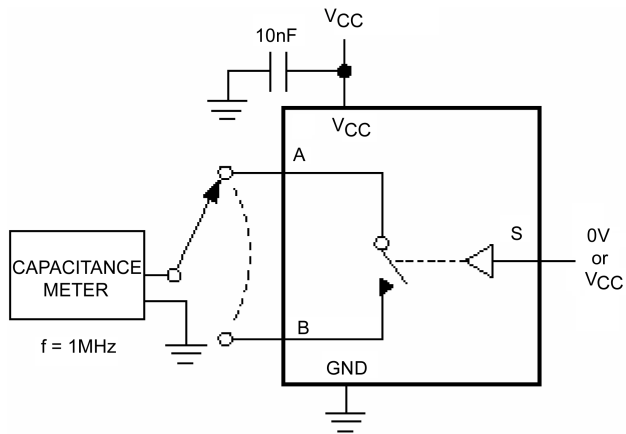 VCC
10nF
VCC
A
S
0V
or
VCC
CAPACITANCE
METER
B
f = 1MHz
GND